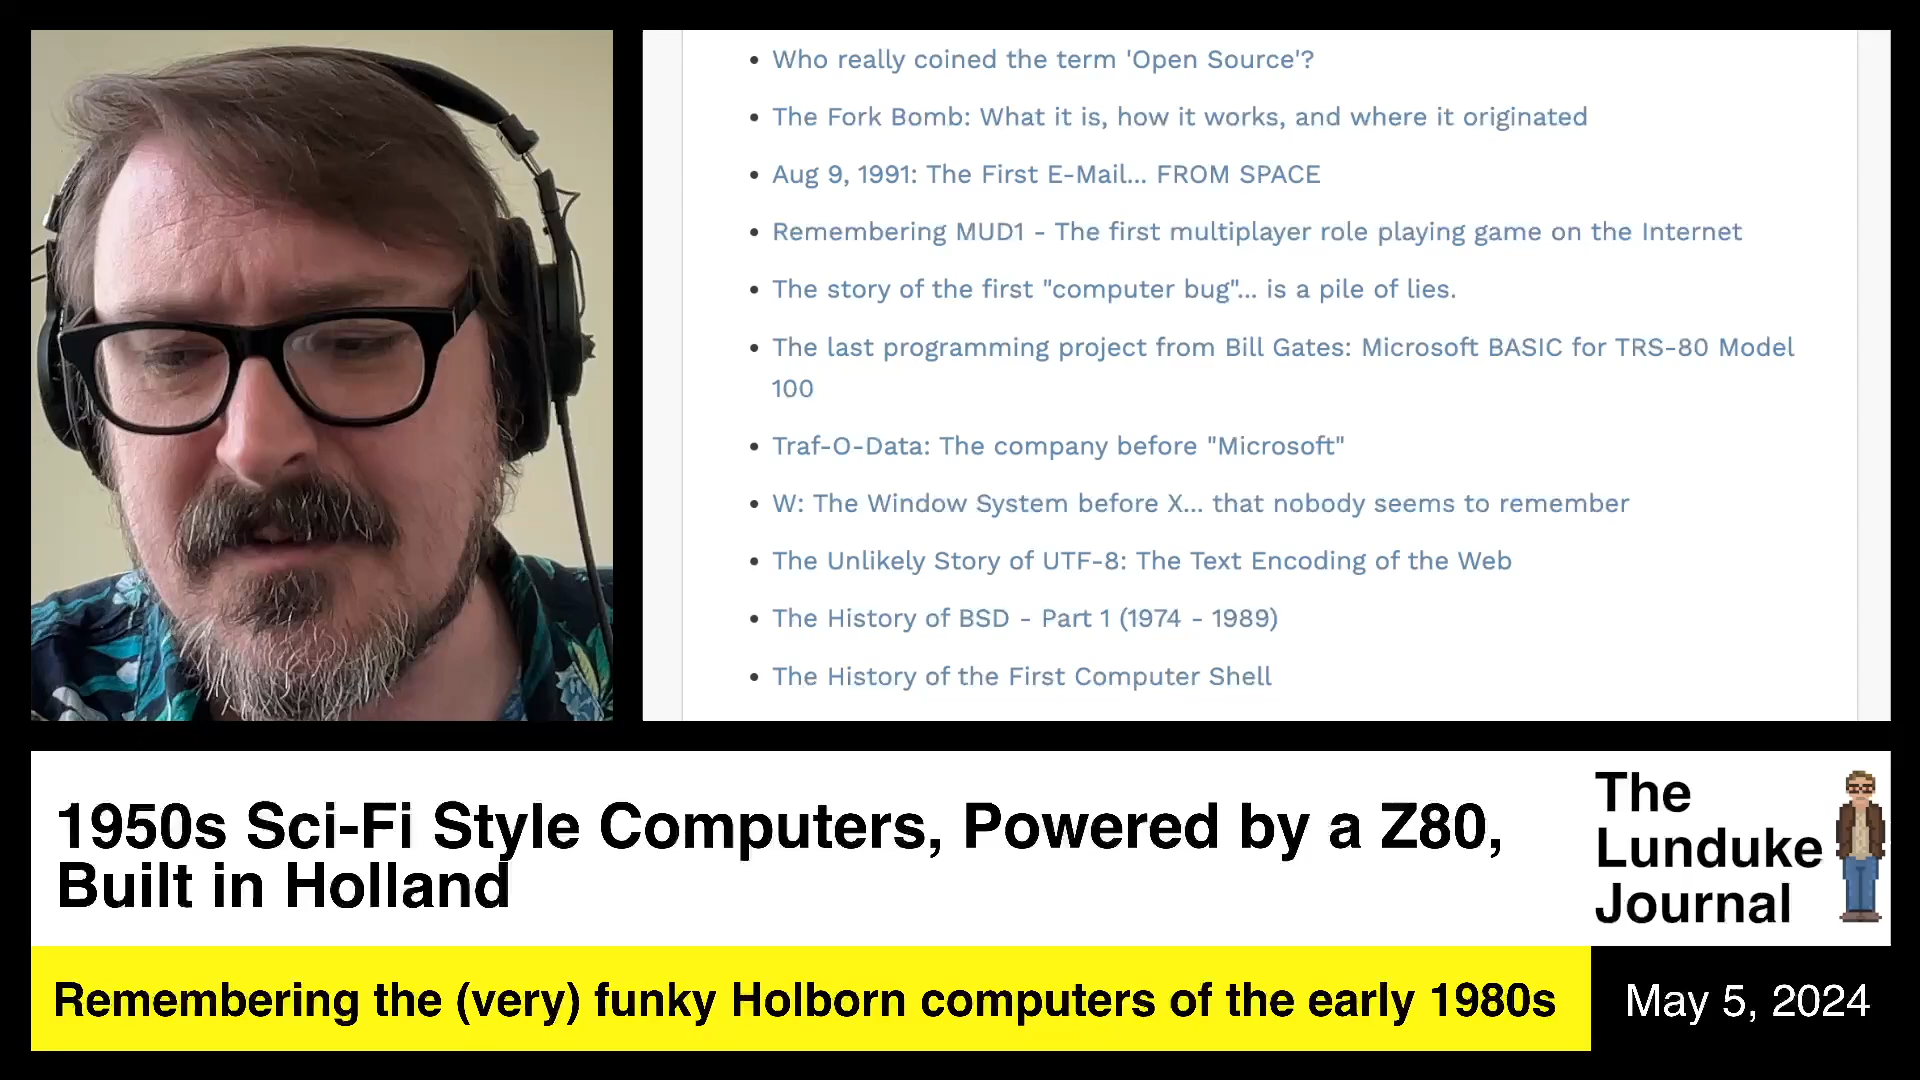 Who really coined the term 'Open Source'?
The Fork Bomb: What it is, how it works, and where it originated
Aug 9, 1991: The First E-Mail... FROM SPACE
Remembering MUD1 - The first multiplayer role playing game on the Internet
The story of the first "computer bug"... is a pile of lies.
The last programming project from Bill Gates: Microsoft BASIC for TRS-80 Model
100
Traf-O-Data: The company before "Microsoft"
W: The Window System before X... that nobody seems to remember
The Unlikely Story of UTF-8: The Text Encoding of the Web
The History of BSD - Part 1 (1974 - 1989)
The History of the First Computer Shell
1950s Sci-Fi Style Computers, Powered by a Z80,
Built in Holland
The
Lunduke
Journal
Remembering the (very) funky Holborn computers of the early 1980s
May 5, 2024